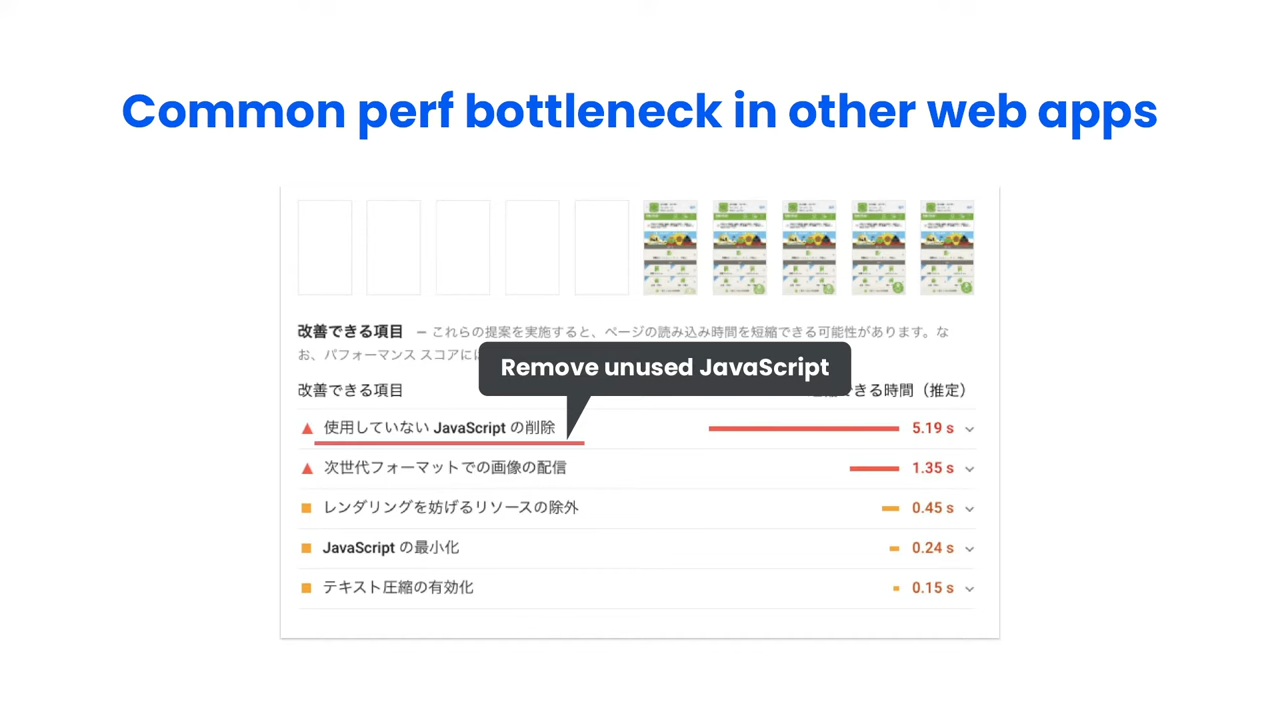 Common perf bottleneck in other web apps
改善できる項目 — これらの提案を実施すると、ページの読み込み時間を短縮できる可能性があります。な
お、パフォーマンス スコアには
Remove unused JavaScript
改善できる項目 できる時間（推定）
使用していない JavaScript の削除 5.19 s
次世代フォーマットでの画像の配信 1.35 s
レンダリングを妨げるリソースの除外 0.45 s
JavaScript の最小化 0.24 s
テキスト圧縮の有効化 0.15 s